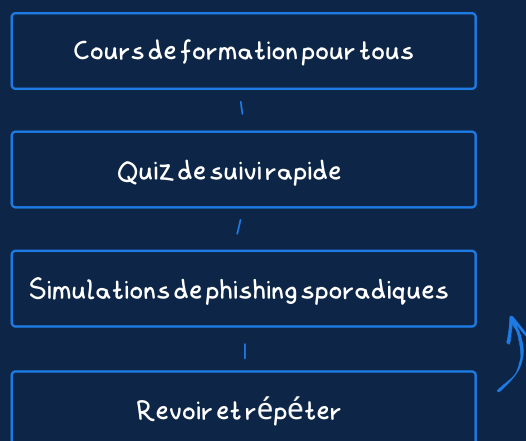 Cours de formation pour tous
Quiz de suivi rapide
Simulations de phishing sporadiques
Revoir et répéter